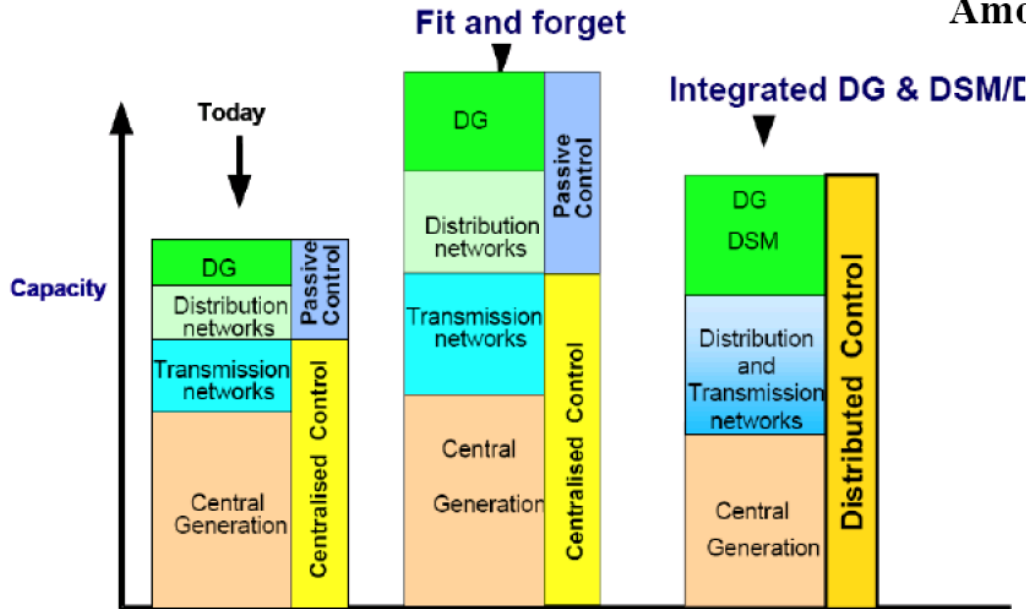 Amo
Fit and forget
Integrated DG & DSM/D
Today
Capacity
DG
Distribution
networks
Passive
Control
Transmission
networks
Central
Generation
Centralised Control
DG
Distribution
networks
Passive
Control
Transmission
networks
Central
Generation
Centralised Control
DG
DSM
Distribution
and
Transmission
networks
Central
Generation
Distributed Control